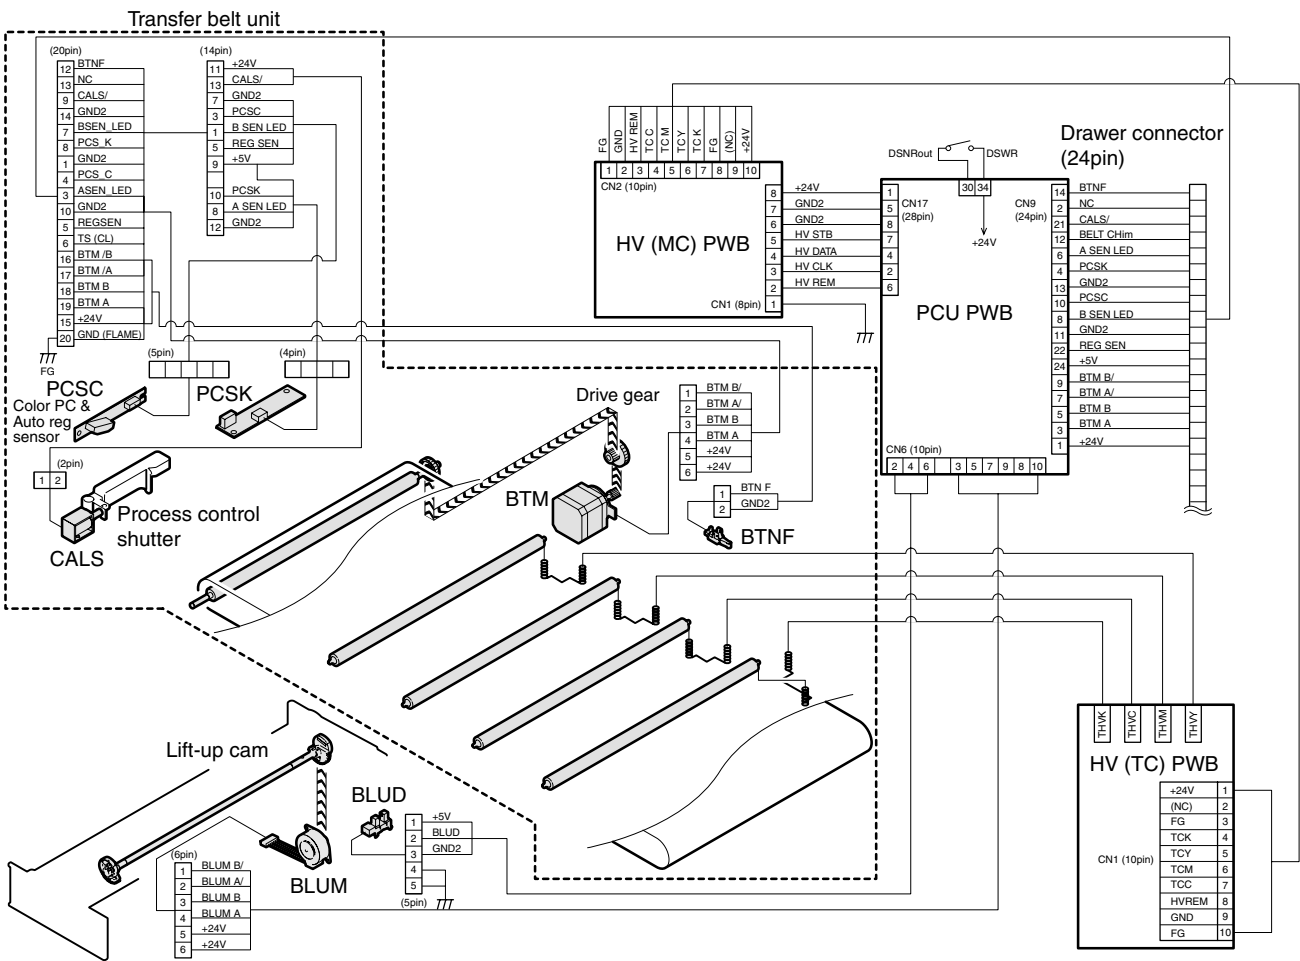 Transfer belt unit
(20pin)
12 BTNF
13 NC
9 CALS/
14 GND2
7 BSEN_LED
8 PCS_K
1 GND2
4 PCS_C
3 ASEN_LED
10 GND2
5 REGSEN
6 TS (CL)
16 BTM /B
17 BTM /A
18 BTM B
19 BTM A
15 +24V
20 GND (FLAME)
FG
(14pin)
11 +24V
13 CALS/
7 GND2
3 PCSC
1 B SEN LED
5 REG SEN
9 +5V
10 PCSK
8 A SEN LED
12 GND2
(5pin)
(4pin)
PCSC
Color PC &
Auto reg
sensor
PCSK
(2pin)
1 2
Process control
shutter
CALS
Drive gear
BTM
1 BTM B/
2 BTM A/
3 BTM B
4 BTM A
5 +24V
6 +24V
1 BTN F
2 GND2
BTNF
FG
GND
HV REM
TC C
TC M
TC Y
TC K
FG
(NC)
+24V
1 2 3 4 5 6 7 8 9 10
CN2 (10pin)
HV (MC) PWB
CN1 (8pin)
8 +24V 1
7 GND2 5
6 GND2 8
5 HV STB 7
4 HV DATA 4
3 HV CLK 2
2 HV REM 6
1
DSNRout
DSWR
30 34
+24V
CN17
(28pin)
CN9
(24pin)
PCU PWB
CN6 (10pin)
2 4 6 3 5 7 9 8 10
Drawer connector
(24pin)
14 BTNF
2 NC
21 CALS/
12 BELT CHim
6 A SEN LED
4 PCSK
13 GND2
10 PCSC
8 B SEN LED
11 GND2
22 REG SEN
24 +5V
9 BTM B/
7 BTM A/
5 BTM B
3 BTM A
1 +24V
THVK
THVC
THVM
THVY
HV (TC) PWB
CN1 (10pin)
+24V 1
(NC) 2
FG 3
TCK 4
TCY 5
TCM 6
TCC 7
HVREM 8
GND 9
FG 10
Lift-up cam
BLUD
1 +5V
2 BLUD
3 GND2
4
5
(5pin)
BLUM
(6pin)
1 BLUM B/
2 BLUM A/
3 BLUM B
4 BLUM A
5 +24V
6 +24V